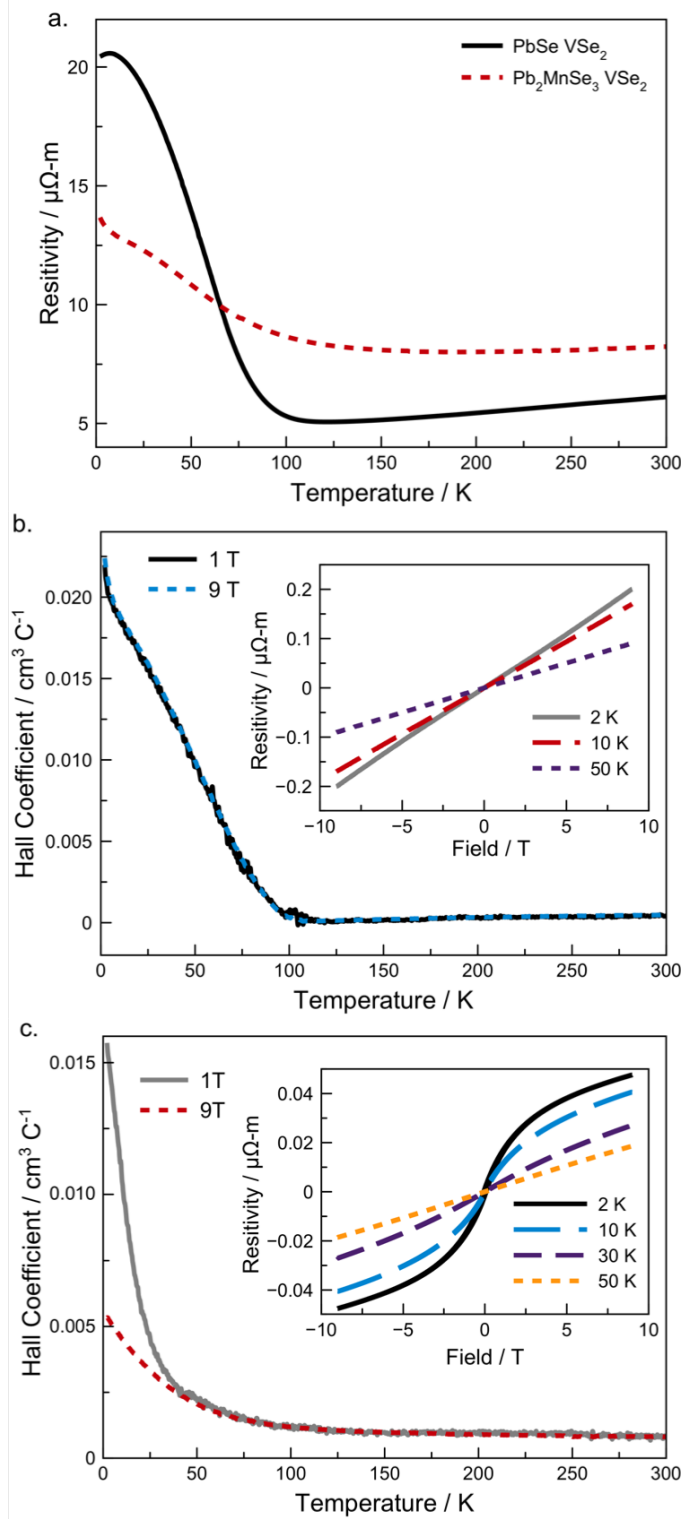 a.
PbSe VSe₂
Pb₂MnSe₃ VSe₂
Resitivity / μΩ-m
20
15
10
5
0 50 100 150 200 250 300
Temperature / K
b.
1 T
9 T
Hall Coefficient / cm³ C⁻¹
0.020
0.015
0.010
0.005
0
Resitivity / μΩ-m
0.2
0.1
0
−0.1
−0.2
2 K
10 K
50 K
−10 −5 0 5 10
Field / T
0 50 100 150 200 250 300
Temperature / K
c.
1T
9T
Hall Coefficient / cm³ C⁻¹
0.015
0.010
0.005
0
Resitivity / μΩ-m
0.04
0.02
0
−0.02
−0.04
2 K
10 K
30 K
50 K
−10 −5 0 5 10
Field / T
0 50 100 150 200 250 300
Temperature / K